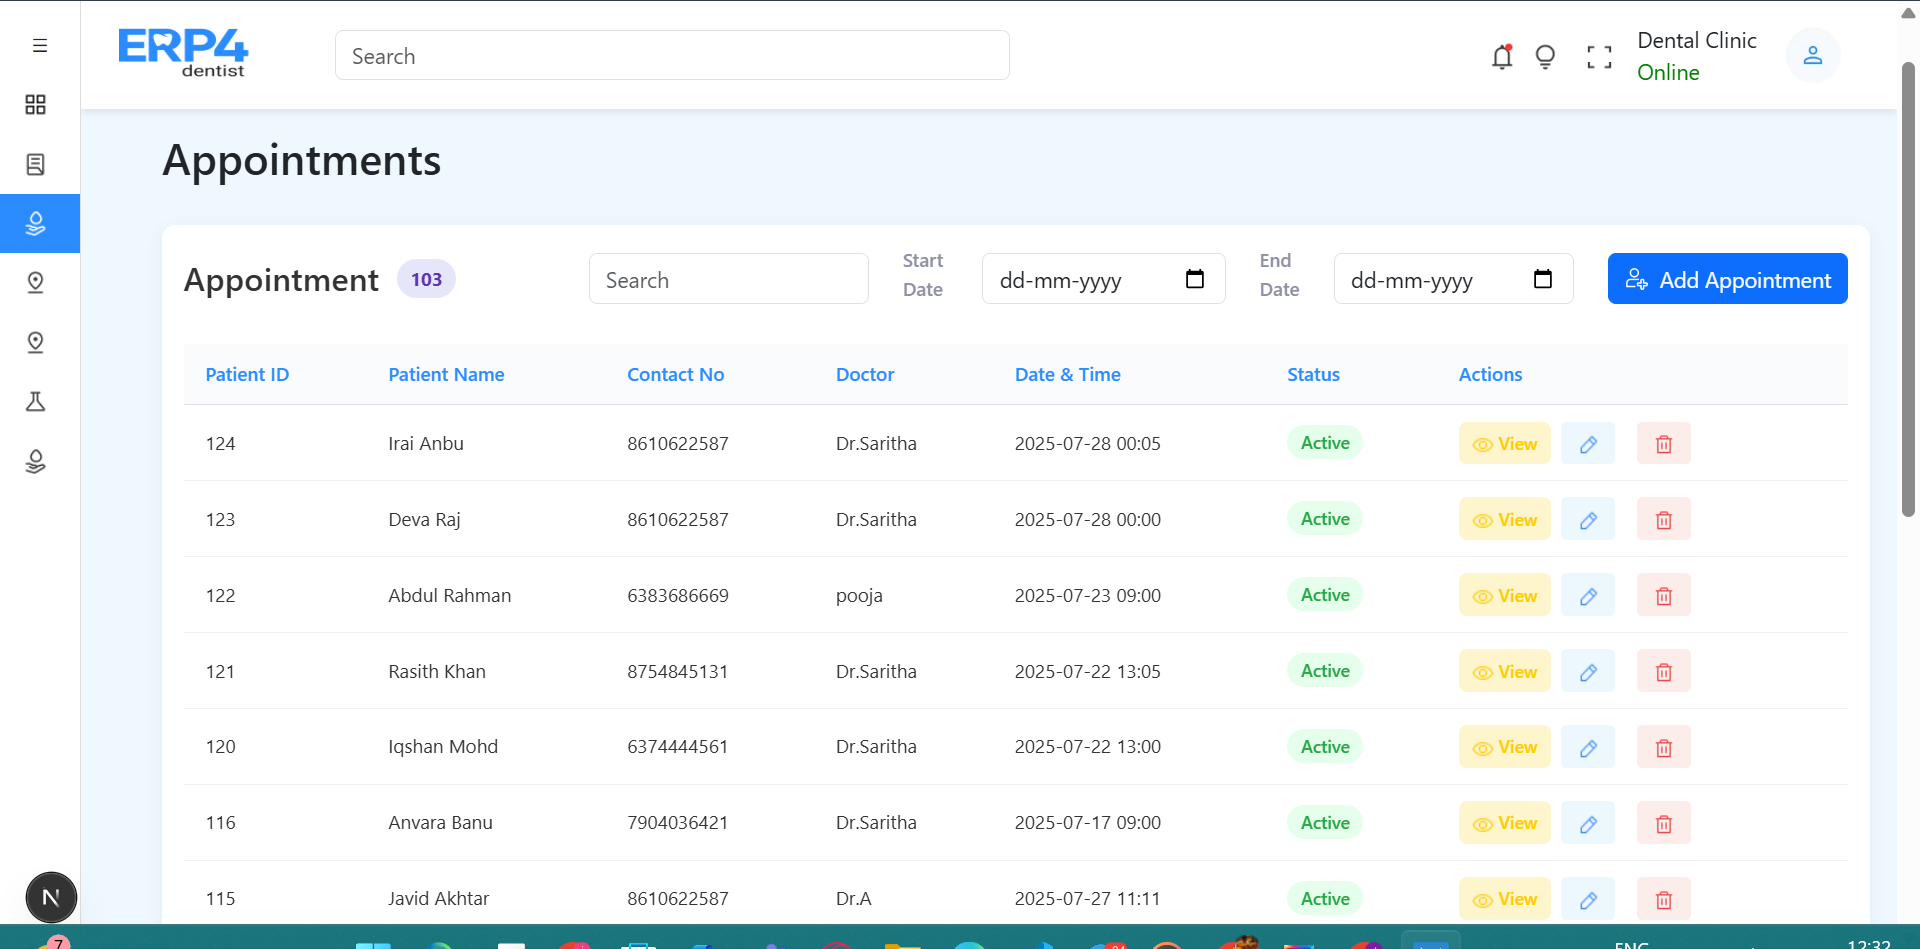 ERP4
dentist
Search
Dental Clinic
Online
Appointments
Appointment 103
Search
Start Date
dd-mm-yyyy
End Date
dd-mm-yyyy
Add Appointment
Patient ID Patient Name Contact No Doctor Date & Time Status Actions
124 Irai Anbu 8610622587 Dr.Saritha 2025-07-28 00:05 Active View
123 Deva Raj 8610622587 Dr.Saritha 2025-07-28 00:00 Active View
122 Abdul Rahman 6383686669 pooja 2025-07-23 09:00 Active View
121 Rasith Khan 8754845131 Dr.Saritha 2025-07-22 13:05 Active View
120 Iqshan Mohd 6374444561 Dr.Saritha 2025-07-22 13:00 Active View
116 Anvara Banu 7904036421 Dr.Saritha 2025-07-17 09:00 Active View
115 Javid Akhtar 8610622587 Dr.A 2025-07-27 11:11 Active View
N
7
ENG
12:32